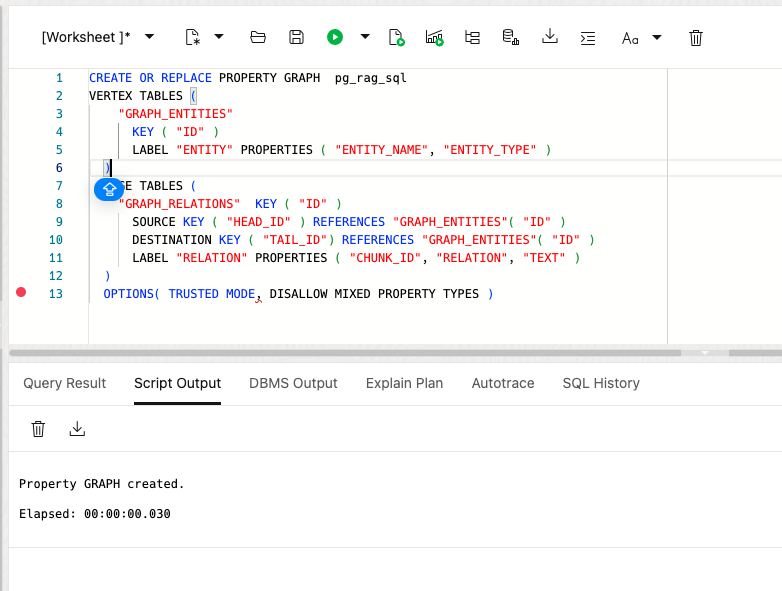 [Worksheet ]*
Aa
1 CREATE OR REPLACE PROPERTY GRAPH  pg_rag_sql
2 VERTEX TABLES (
3 "GRAPH_ENTITIES"
4 KEY ( "ID" )
5 LABEL "ENTITY" PROPERTIES ( "ENTITY_NAME", "ENTITY_TYPE" )
6 )
7 GE TABLES (
8 "GRAPH_RELATIONS"  KEY ( "ID" )
9 SOURCE KEY ( "HEAD_ID" ) REFERENCES "GRAPH_ENTITIES"( "ID" )
10 DESTINATION KEY ( "TAIL_ID") REFERENCES "GRAPH_ENTITIES"( "ID" )
11 LABEL "RELATION" PROPERTIES ( "CHUNK_ID", "RELATION", "TEXT" )
12 )
13 OPTIONS( TRUSTED MODE, DISALLOW MIXED PROPERTY TYPES )
Query Result Script Output DBMS Output Explain Plan Autotrace SQL History
Property GRAPH created.
Elapsed: 00:00:00.030